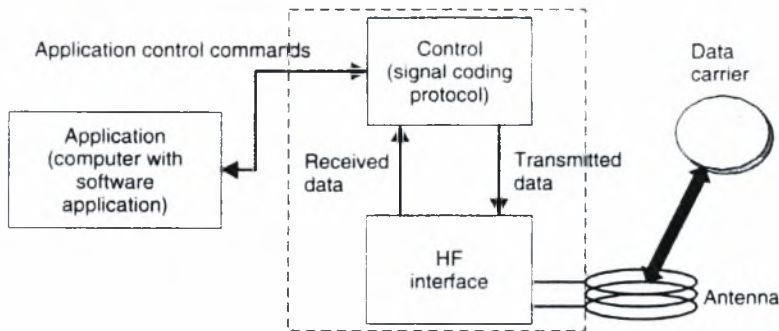 Application control commands
Control
(signal coding
protocol)
Data
carrier
Application
(computer with
software
application)
Received
data
Transmitted
data
HF
interface
Antenna